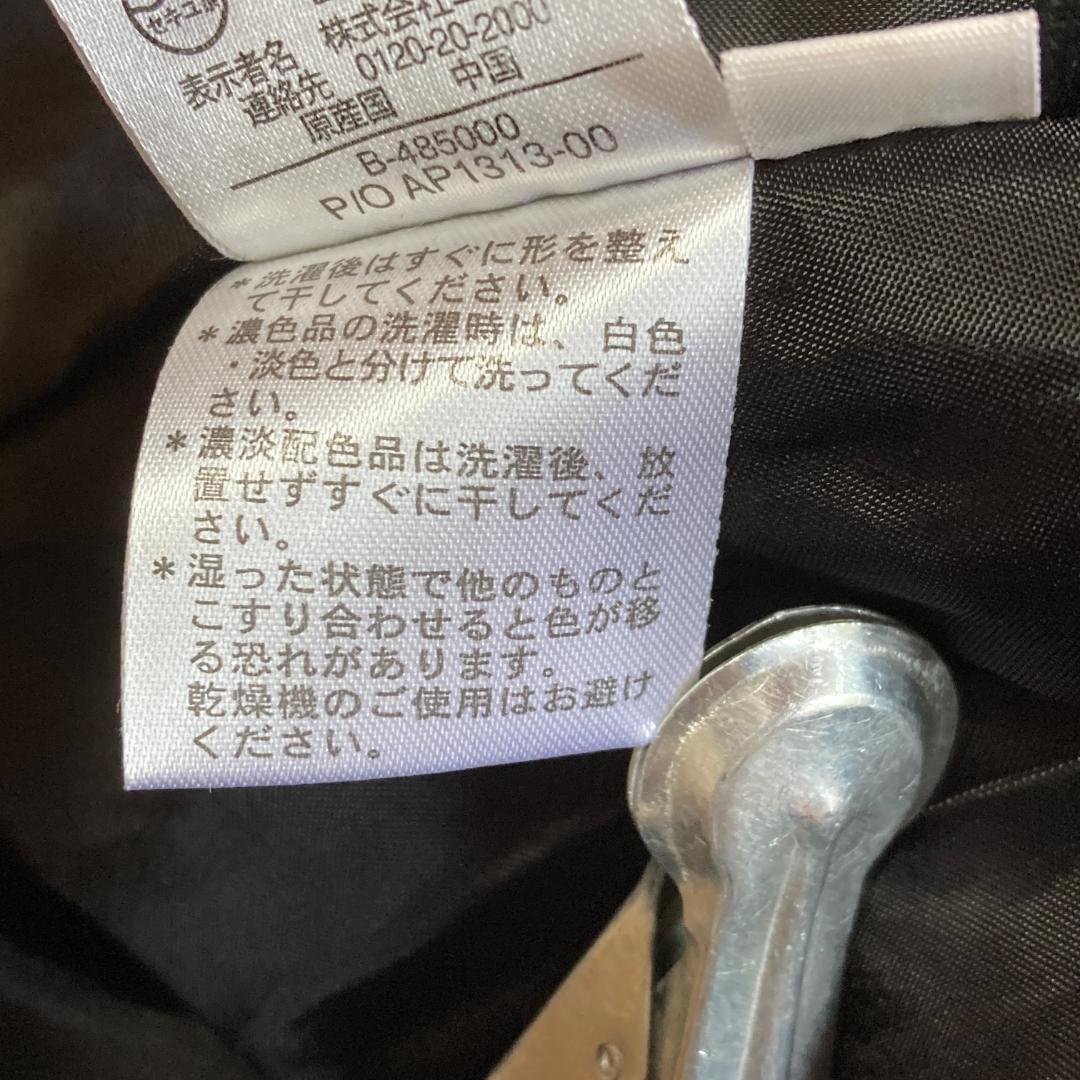 セキユ
表示者名 株式会社
連絡先 0120-20-2000
原産国 中国
B-485000
P/O AP1313-00
*洗濯後はすぐに形を整え
て干してください。
*濃色品の洗濯時は、白色
・淡色と分けて洗ってくだ
さい。
*濃淡配色品は洗濯後、放
置せずすぐに干してくだ
さい。
*湿った状態で他のものと
こすり合わせると色が移
る恐れがあります。
乾燥機のご使用はお避け
ください。